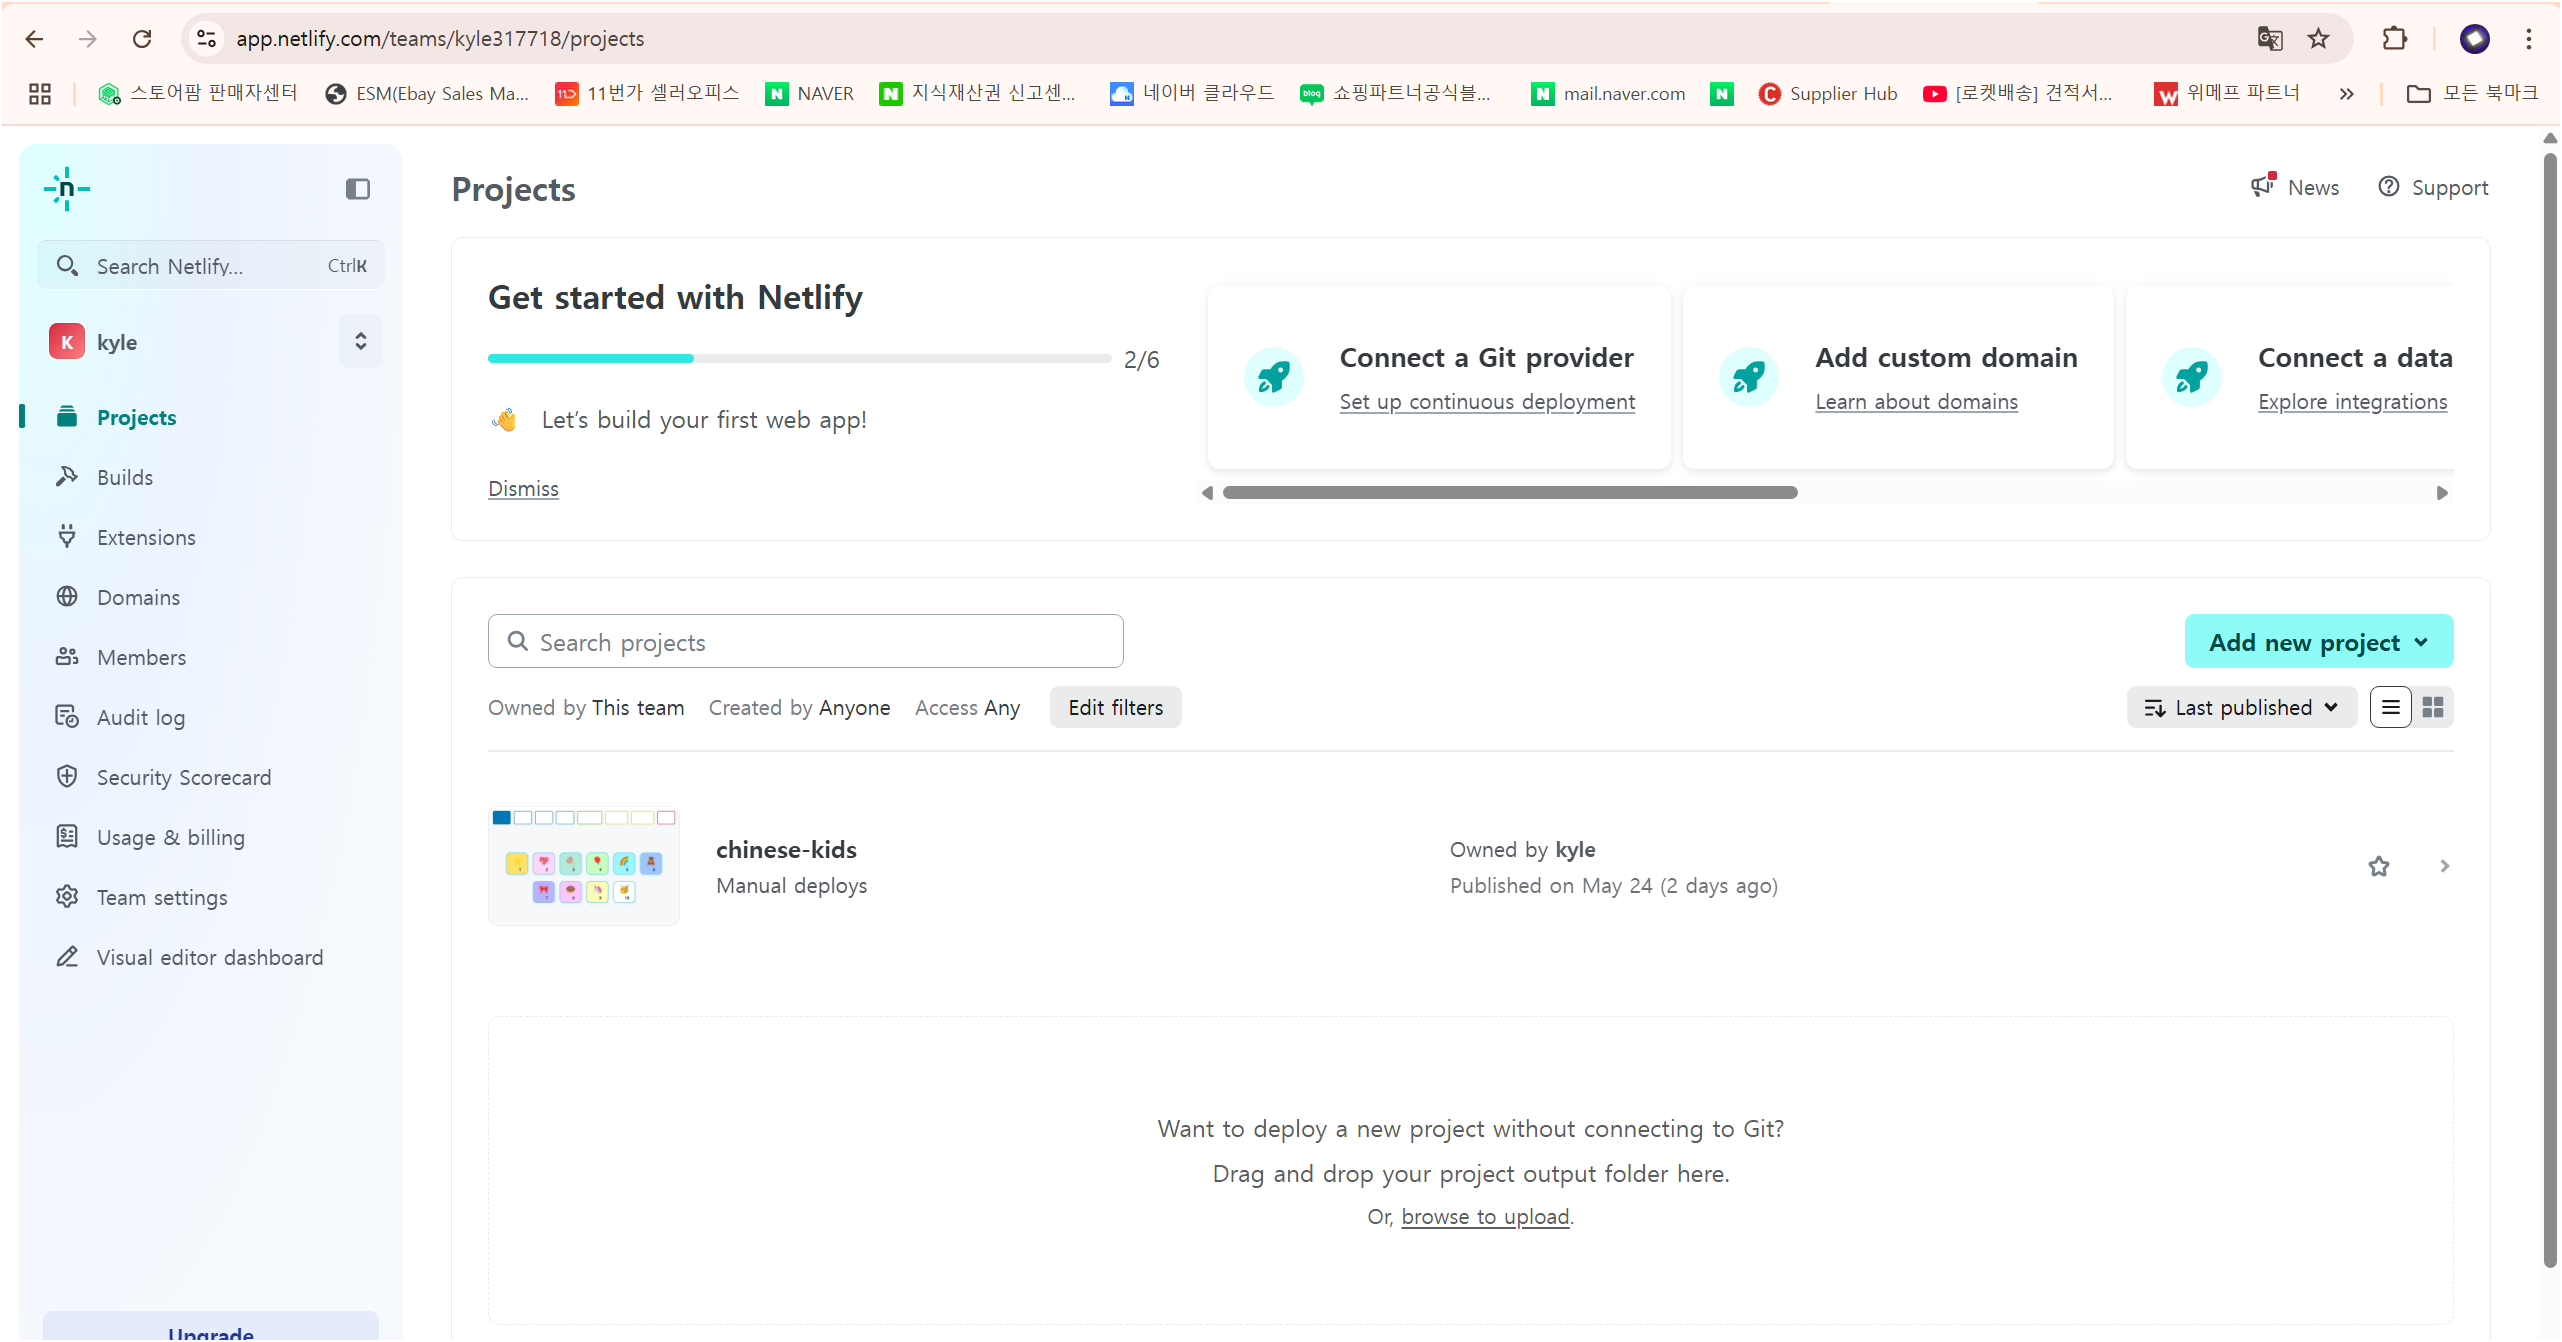 app.netlify.com/teams/kyle317718/projects
스토어팜 판매자센터
ESM(Ebay Sales Ma...
11번가 셀러오피스
NAVER
지식재산권 신고센...
네이버 클라우드
쇼핑파트너공식블...
mail.naver.com
Supplier Hub
[로켓배송] 견적서...
위메프 파트너
모든 북마크
Search Netlify...
CtrlK
K
kyle
Projects
Builds
Extensions
Domains
Members
Audit log
Security Scorecard
Usage & billing
Team settings
Visual editor dashboard
Upgrade
Projects
News
Support
Get started with Netlify
2/6
👋 Let's build your first web app!
Dismiss
Connect a Git provider
Set up continuous deployment
Add custom domain
Learn about domains
Connect a data
Explore integrations
Search projects
Add new project
Owned by This team
Created by Anyone
Access Any
Edit filters
Last published
chinese-kids
Manual deploys
Owned by kyle
Published on May 24 (2 days ago)
Want to deploy a new project without connecting to Git?
Drag and drop your project output folder here.
Or, browse to upload.